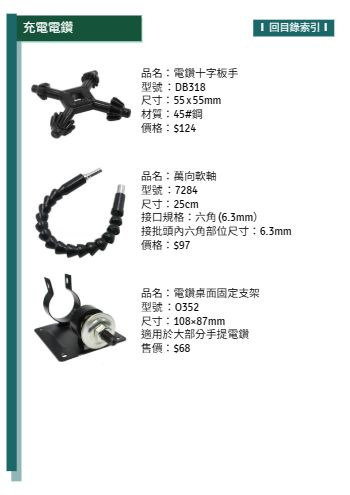 充電電鑽
回目錄索引
品名：電鑽十字板手
型號：DB318
尺寸：55x55mm
材質：45#鋼
價格：$124
品名：萬向軟軸
型號：7284
尺寸：25cm
接口規格：六角(6.3mm)
接批頭內六角部位尺寸：6.3mm
價格：$97
品名：電鑽桌面固定支架
型號：0352
尺寸：108×87mm
適用於大部分手提電鑽
售價：$68